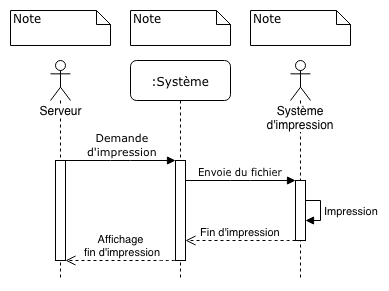 Note
Note
Note
:Système
Serveur
Système
d'impression
Demande
d'impression
Envoie du fichier
Impression
Fin d'impression
Affichage
fin d'impression